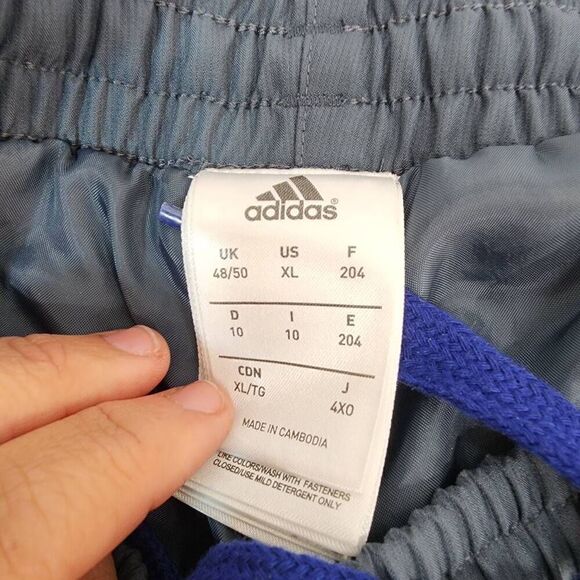 adidas®
UK US F
48/50 XL 204
D I E
10 10 204
CDN J
XL/TG 4XO
MADE IN CAMBODIA
LIKE COLORS/WASH WITH FASTENERS
CLOSED/USE MILD DETERGENT ONLY